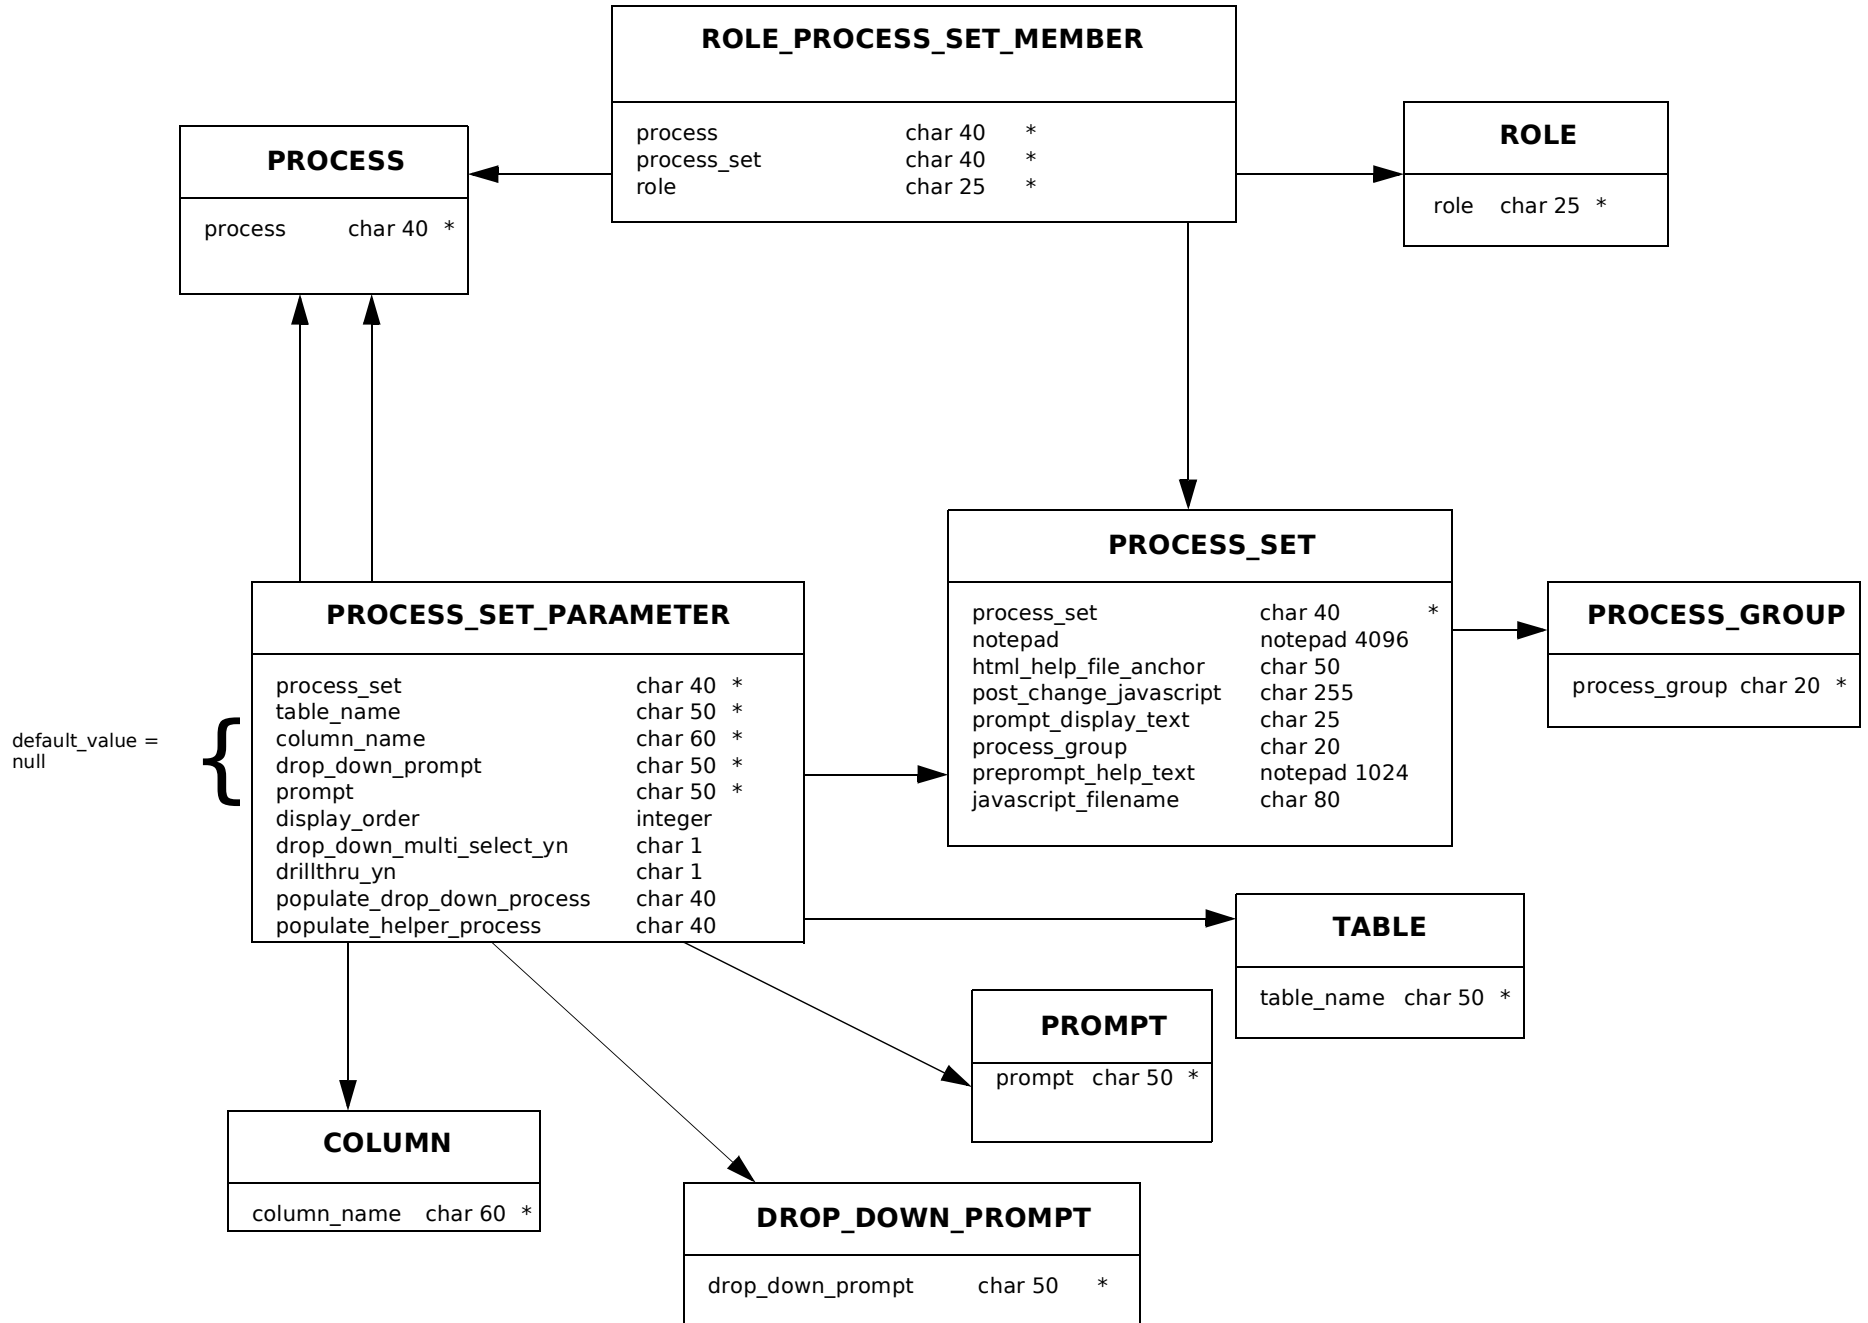 ROLE_PROCESS_SET_MEMBER
process char 40 *
process_set char 40 *
role char 25 *
ROLE
role char 25 *
PROCESS
process char 40 *
PROCESS_SET
process_set char 40 *
notepad notepad 4096
html_help_file_anchor char 50
post_change_javascript char 255
prompt_display_text char 25
process_group char 20
preprompt_help_text notepad 1024
javascript_filename char 80
PROCESS_GROUP
process_group char 20 *
PROCESS_SET_PARAMETER
process_set char 40 *
table_name char 50 *
column_name char 60 *
drop_down_prompt char 50 *
prompt char 50 *
display_order integer
drop_down_multi_select_yn char 1
drillthru_yn char 1
populate_drop_down_process char 40
populate_helper_process char 40
default_value =
null
{
TABLE
table_name char 50 *
PROMPT
prompt char 50 *
COLUMN
column_name char 60 *
DROP_DOWN_PROMPT
drop_down_prompt char 50 *